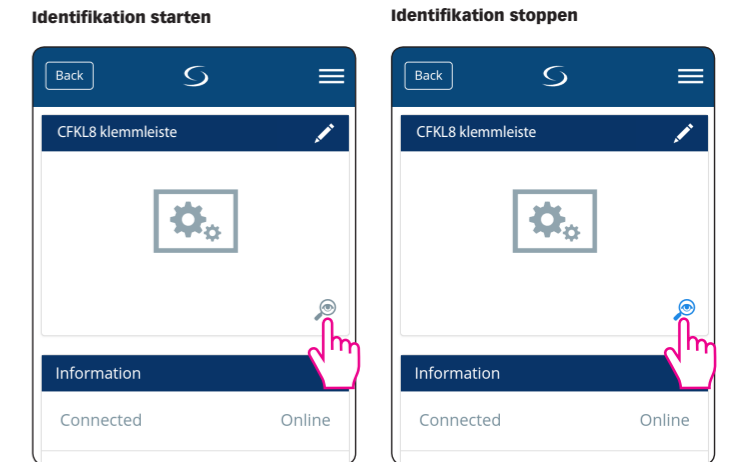 Identifikation starten
Back
CFKL8 klemmleiste
Information
Connected Online
Identifikation stoppen
Back
CFKL8 klemmleiste
Information
Connected Online